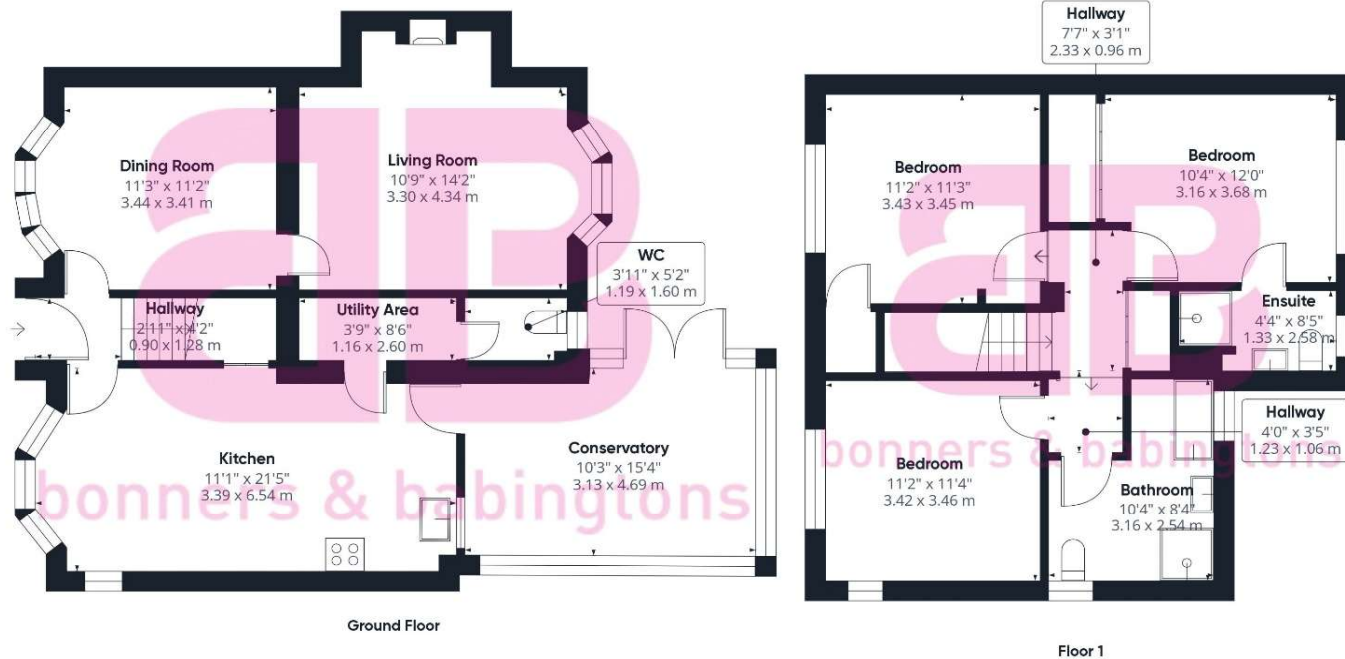 Hallway
7'7" x 3'1"
2.33 x 0.96 m
Dining Room
11'3" x 11'2"
3.44 x 3.41 m
Living Room
10'9" x 14'2"
3.30 x 4.34 m
Bedroom
11'2" x 11'3"
3.43 x 3.45 m
Bedroom
10'4" x 12'0"
3.16 x 3.68 m
WC
3'11" x 5'2"
1.19 x 1.60 m
Hallway
2'11" x 4'2"
0.90 x 1.28 m
Utility Area
3'9" x 8'6"
1.16 x 2.60 m
Ensuite
4'4" x 8'5"
1.33 x 2.58 m
Hallway
4'0" x 3'5"
1.23 x 1.06 m
Kitchen
11'1" x 21'5"
3.39 x 6.54 m
Conservatory
10'3" x 15'4"
3.13 x 4.69 m
Bedroom
11'2" x 11'4"
3.42 x 3.46 m
Bathroom
10'4" x 8'4"
3.16 x 2.54 m
aB
bonners & babingtons
aB
bonners & babingtons
Ground Floor
Floor 1